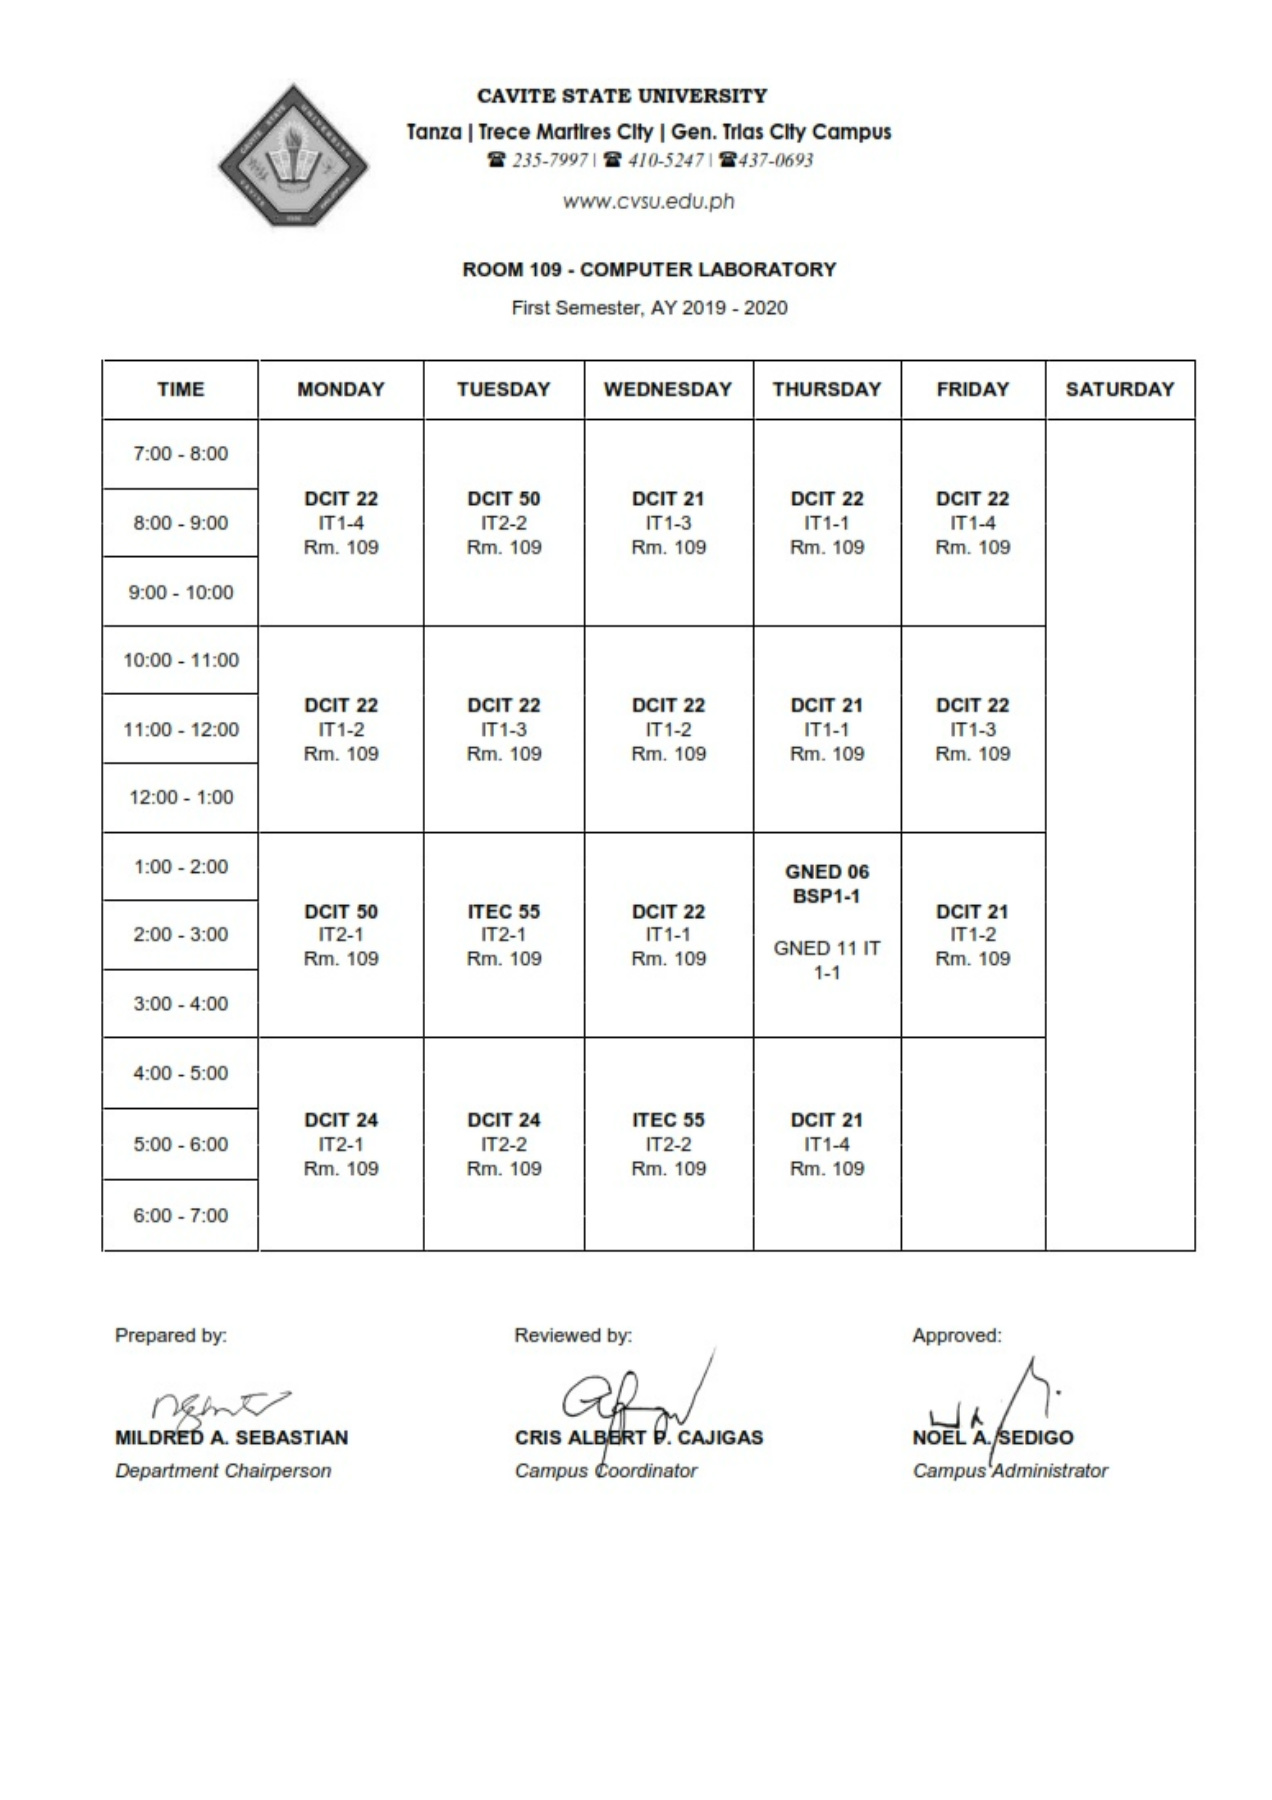 CAVITE STATE UNIVERSITY
Tanza | Trece Martires City | Gen. Trias City Campus
☎ 235-7997 | ☎ 410-5247 | ☎437-0693
www.cvsu.edu.ph
ROOM 109 - COMPUTER LABORATORY
First Semester, AY 2019 - 2020
TIME MONDAY TUESDAY WEDNESDAY THURSDAY FRIDAY SATURDAY
7:00 - 8:00
8:00 - 9:00
9:00 - 10:00
DCIT 22 DCIT 50 DCIT 21 DCIT 22 DCIT 22
IT1-4 IT2-2 IT1-3 IT1-1 IT1-4
Rm. 109 Rm. 109 Rm. 109 Rm. 109 Rm. 109
10:00 - 11:00
11:00 - 12:00
12:00 - 1:00
DCIT 22 DCIT 22 DCIT 22 DCIT 21 DCIT 22
IT1-2 IT1-3 IT1-2 IT1-1 IT1-3
Rm. 109 Rm. 109 Rm. 109 Rm. 109 Rm. 109
1:00 - 2:00
2:00 - 3:00
3:00 - 4:00
DCIT 50 ITEC 55 DCIT 22
IT2-1 IT2-1 IT1-1
Rm. 109 Rm. 109 Rm. 109
GNED 06
BSP1-1
GNED 11 IT
1-1
DCIT 21
IT1-2
Rm. 109
4:00 - 5:00
5:00 - 6:00
6:00 - 7:00
DCIT 24 DCIT 24 ITEC 55 DCIT 21
IT2-1 IT2-2 IT2-2 IT1-4
Rm. 109 Rm. 109 Rm. 109 Rm. 109
Prepared by: Reviewed by: Approved:
MILDRED A. SEBASTIAN CRIS ALBERT P. CAJIGAS NOEL A. SEDIGO
Department Chairperson Campus Coordinator Campus Administrator